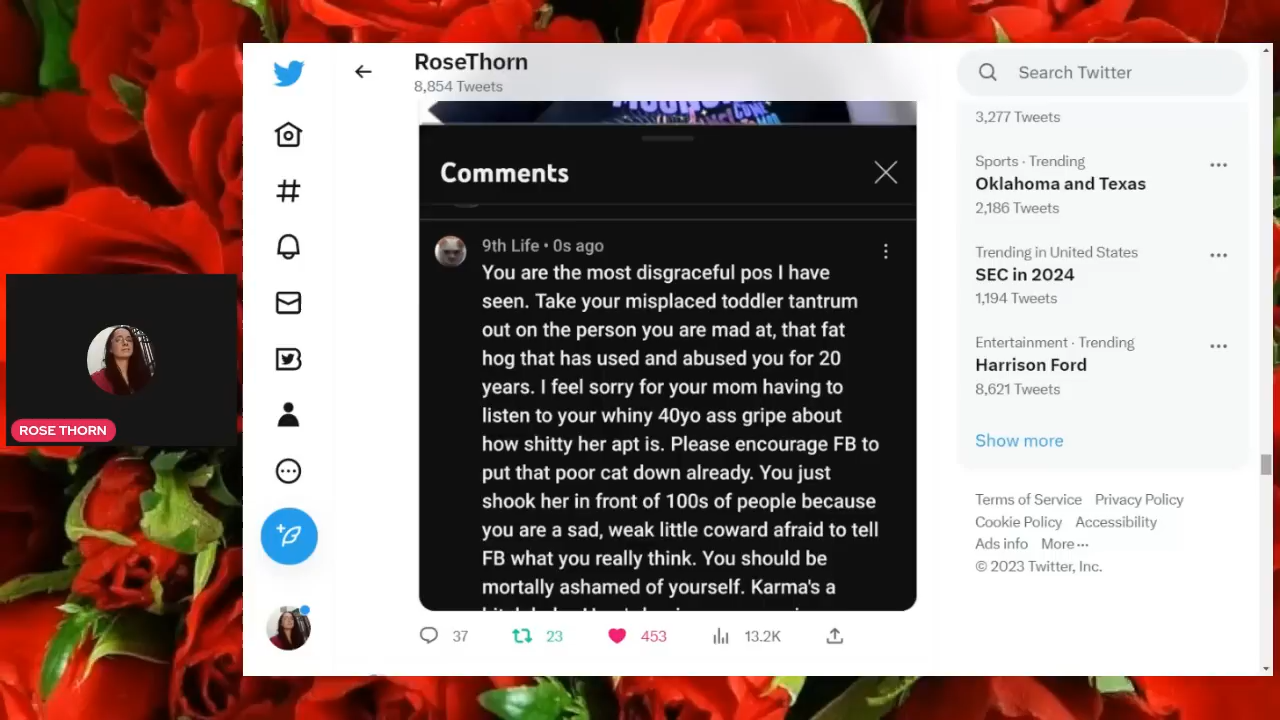 RoseThorn
8,854 Tweets
Search Twitter
Comments
9th Life • 0s ago
You are the most disgraceful pos I have
seen. Take your misplaced toddler tantrum
out on the person you are mad at, that fat
hog that has used and abused you for 20
years. I feel sorry for your mom having to
listen to your whiny 40yo ass gripe about
how shitty her apt is. Please encourage FB to
put that poor cat down already. You just
shook her in front of 100s of people because
you are a sad, weak little coward afraid to tell
FB what you really think. You should be
mortally ashamed of yourself. Karma's a
37
23
453
13.2K
3,277 Tweets
Sports · Trending
Oklahoma and Texas
2,186 Tweets
Trending in United States
SEC in 2024
1,194 Tweets
Entertainment · Trending
Harrison Ford
8,621 Tweets
Show more
Terms of Service Privacy Policy
Cookie Policy Accessibility
Ads info More ···
© 2023 Twitter, Inc.
ROSE THORN